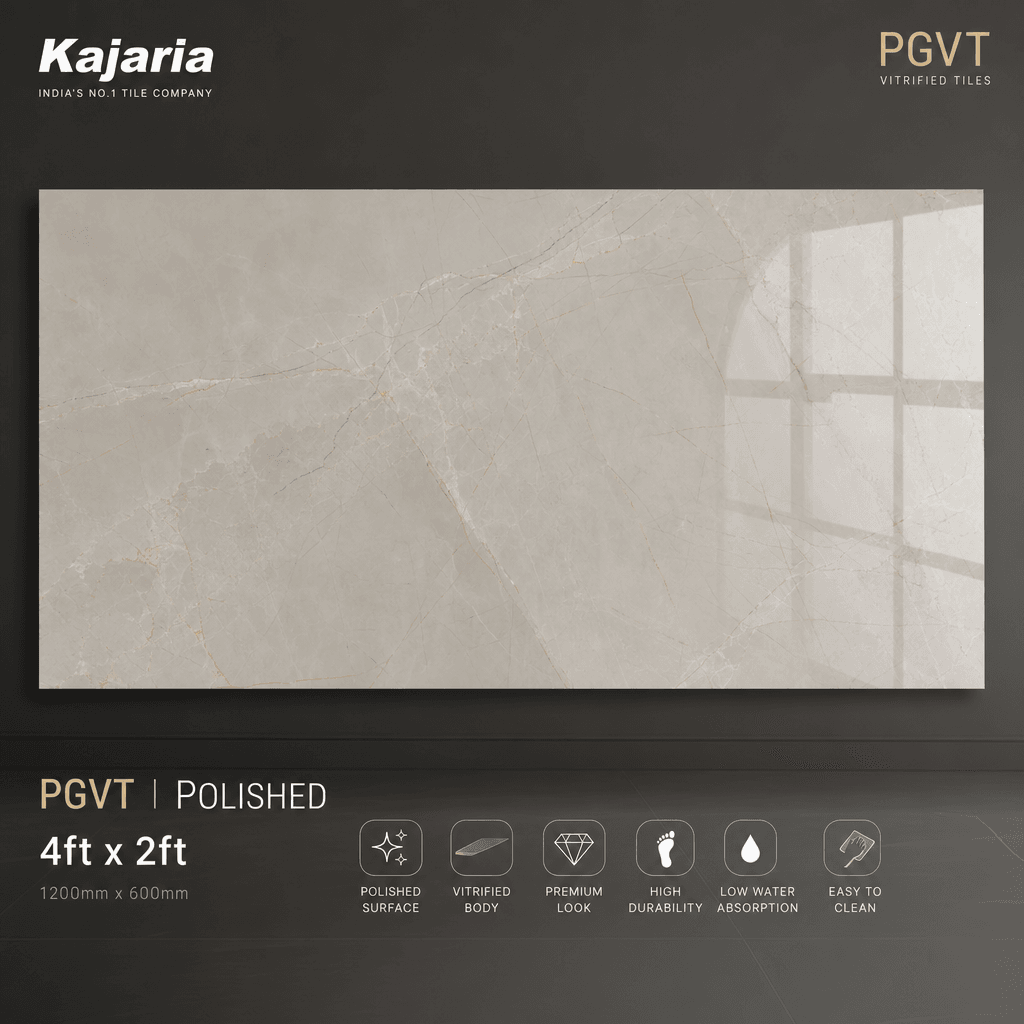 Kajaria
INDIA'S NO.1 TILE COMPANY
PGVT
VITRIFIED TILES
PGVT | POLISHED
4ft x 2ft
1200mm x 600mm
POLISHED
SURFACE
VITRIFIED
BODY
PREMIUM
LOOK
HIGH
DURABILITY
LOW WATER
ABSORPTION
EASY TO
CLEAN